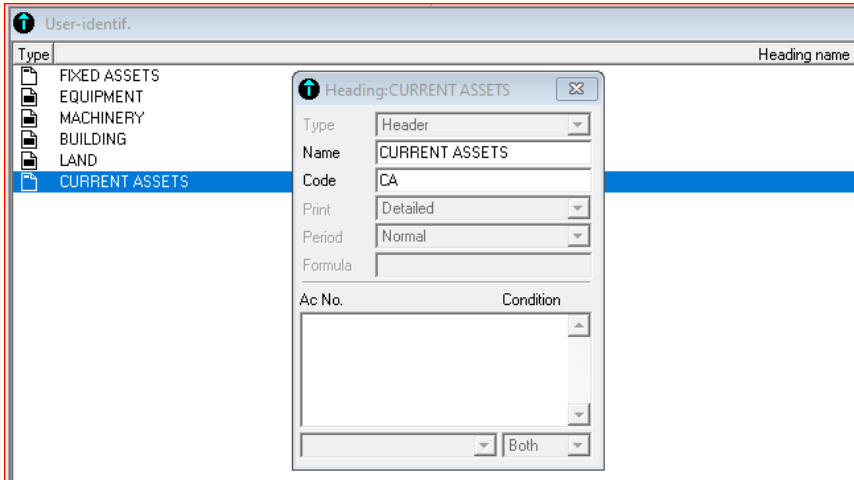 User-identif.
Type Heading name
FIXED ASSETS
EQUIPMENT
MACHINERY
BUILDING
LAND
CURRENT ASSETS
Heading:CURRENT ASSETS
Type Header
Name CURRENT ASSETS
Code CA
Print Detailed
Period Normal
Formula
Ac No. Condition
Both